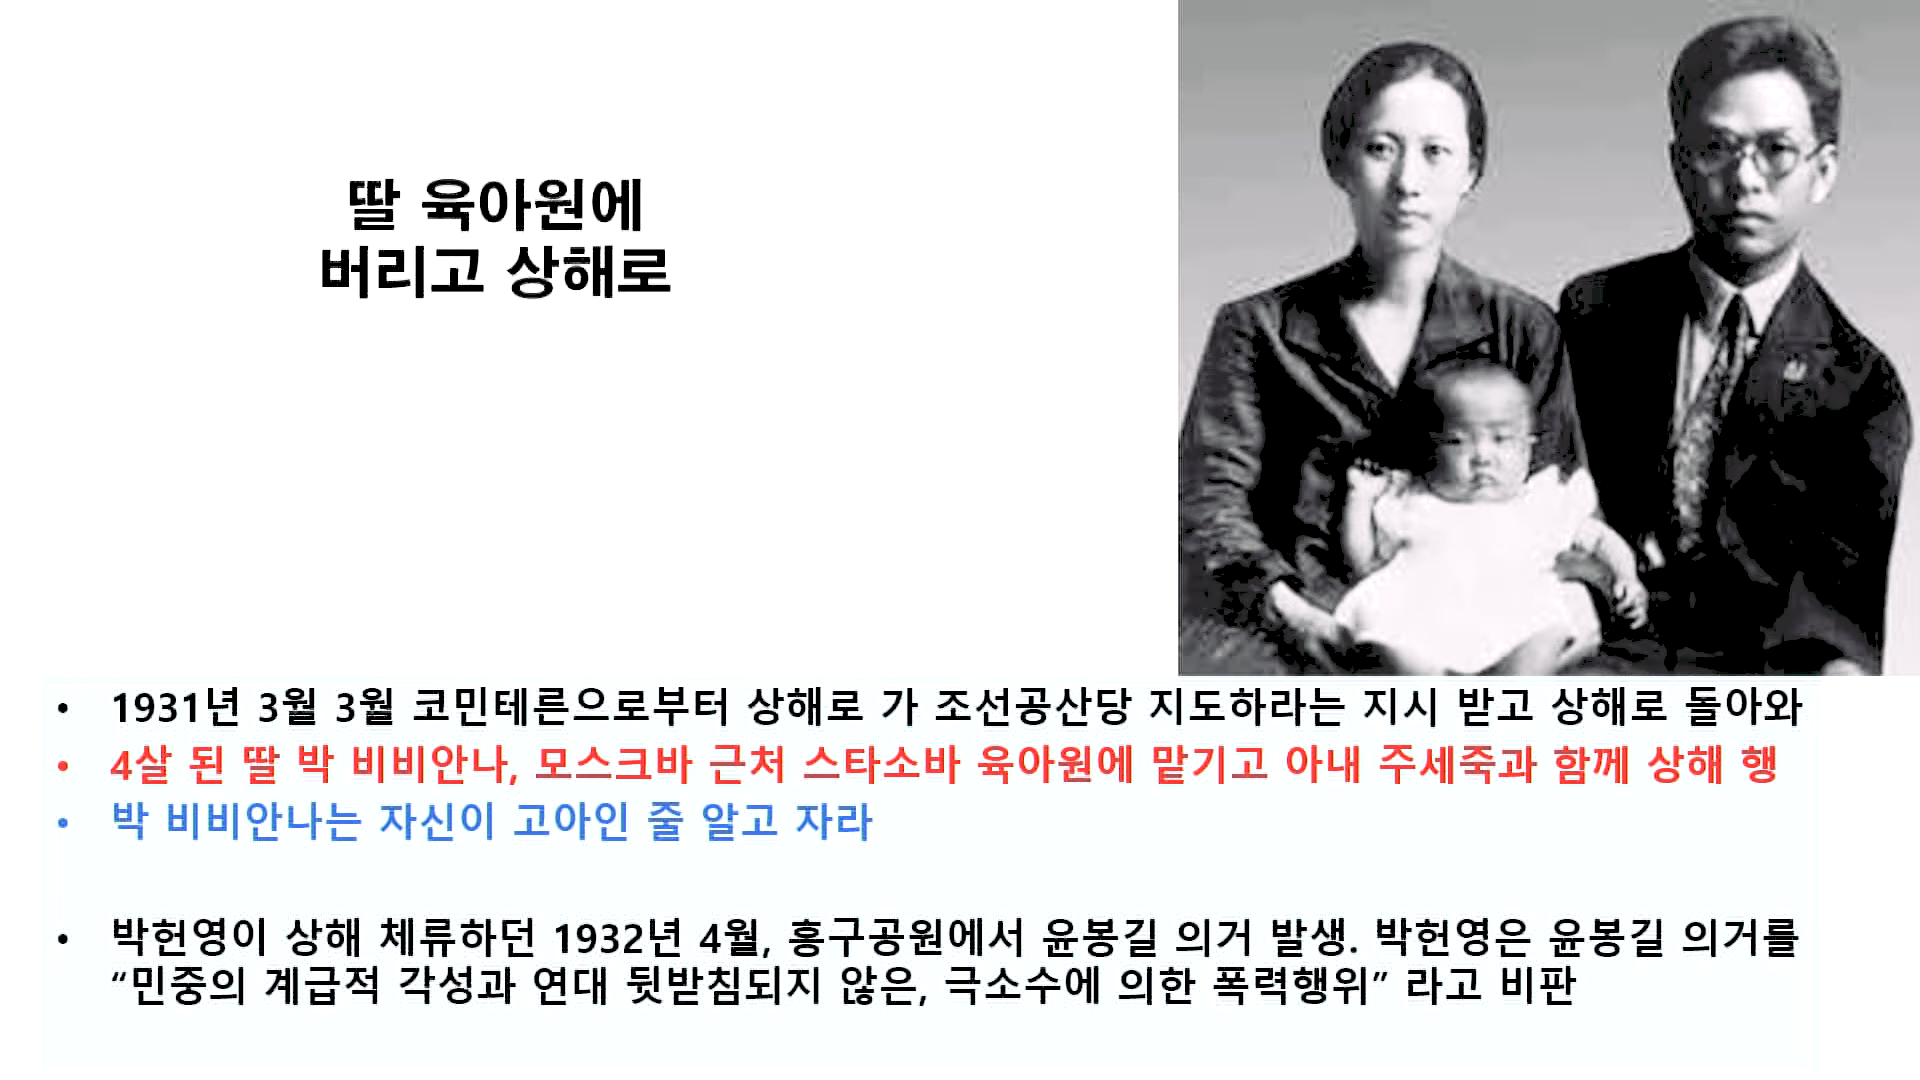 딸 육아원에
버리고 상해로
• 1931년 3월 3월 코민테른으로부터 상해로 가 조선공산당 지도하라는 지시 받고 상해로 돌아와
• 4살 된 딸 박 비비안나, 모스크바 근처 스타소바 육아원에 맡기고 아내 주세죽과 함께 상해 행
• 박 비비안나는 자신이 고아인 줄 알고 자라
• 박헌영이 상해 체류하던 1932년 4월, 홍구공원에서 윤봉길 의거 발생. 박헌영은 윤봉길 의거를
“민중의 계급적 각성과 연대 뒷받침되지 않은, 극소수에 의한 폭력행위” 라고 비판